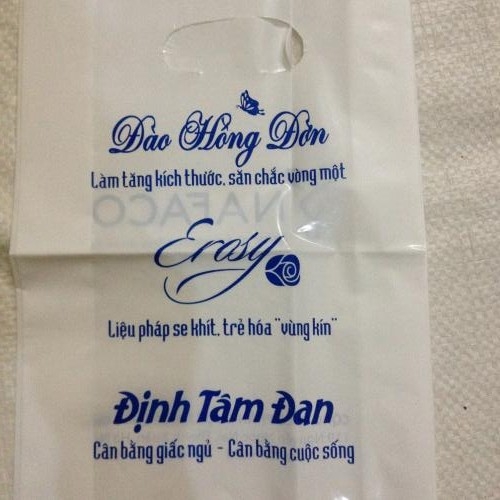 Đào Hồng Đơn
Làm tăng kích thước, săn chắc vòng một
NAFACO
Erosy
Liệu pháp se khít, trẻ hóa "vùng kín"
Định Tâm Đan
Cân bằng giấc ngủ - Cân bằng cuộc sống